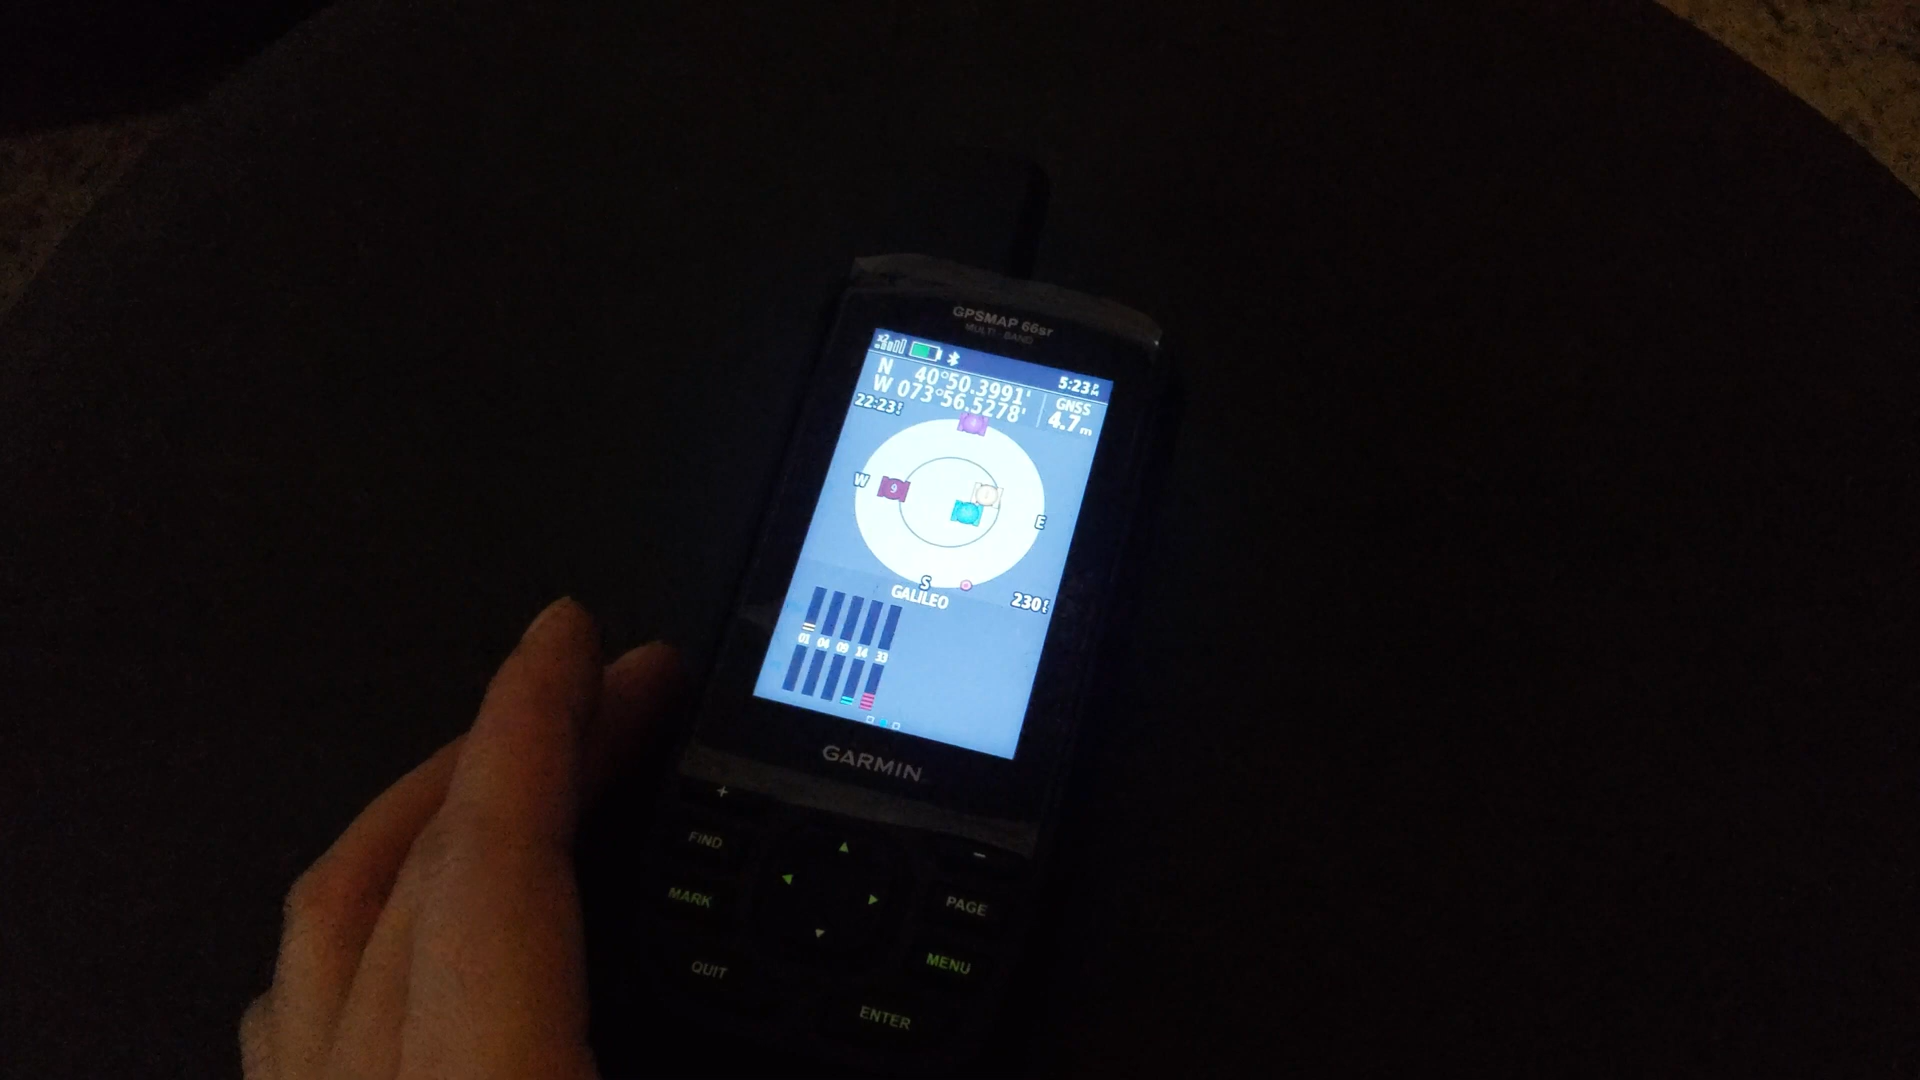 GPSMAP 66sr
MULTI-BAND
5:23 PM
N 40°50.3991'
W 073°56.5278'
GNSS
4.7m
22:23
W
9
E
S
GALILEO
230
01 04 09 14 33
GARMIN
+
−
FIND
MARK
PAGE
QUIT
MENU
ENTER